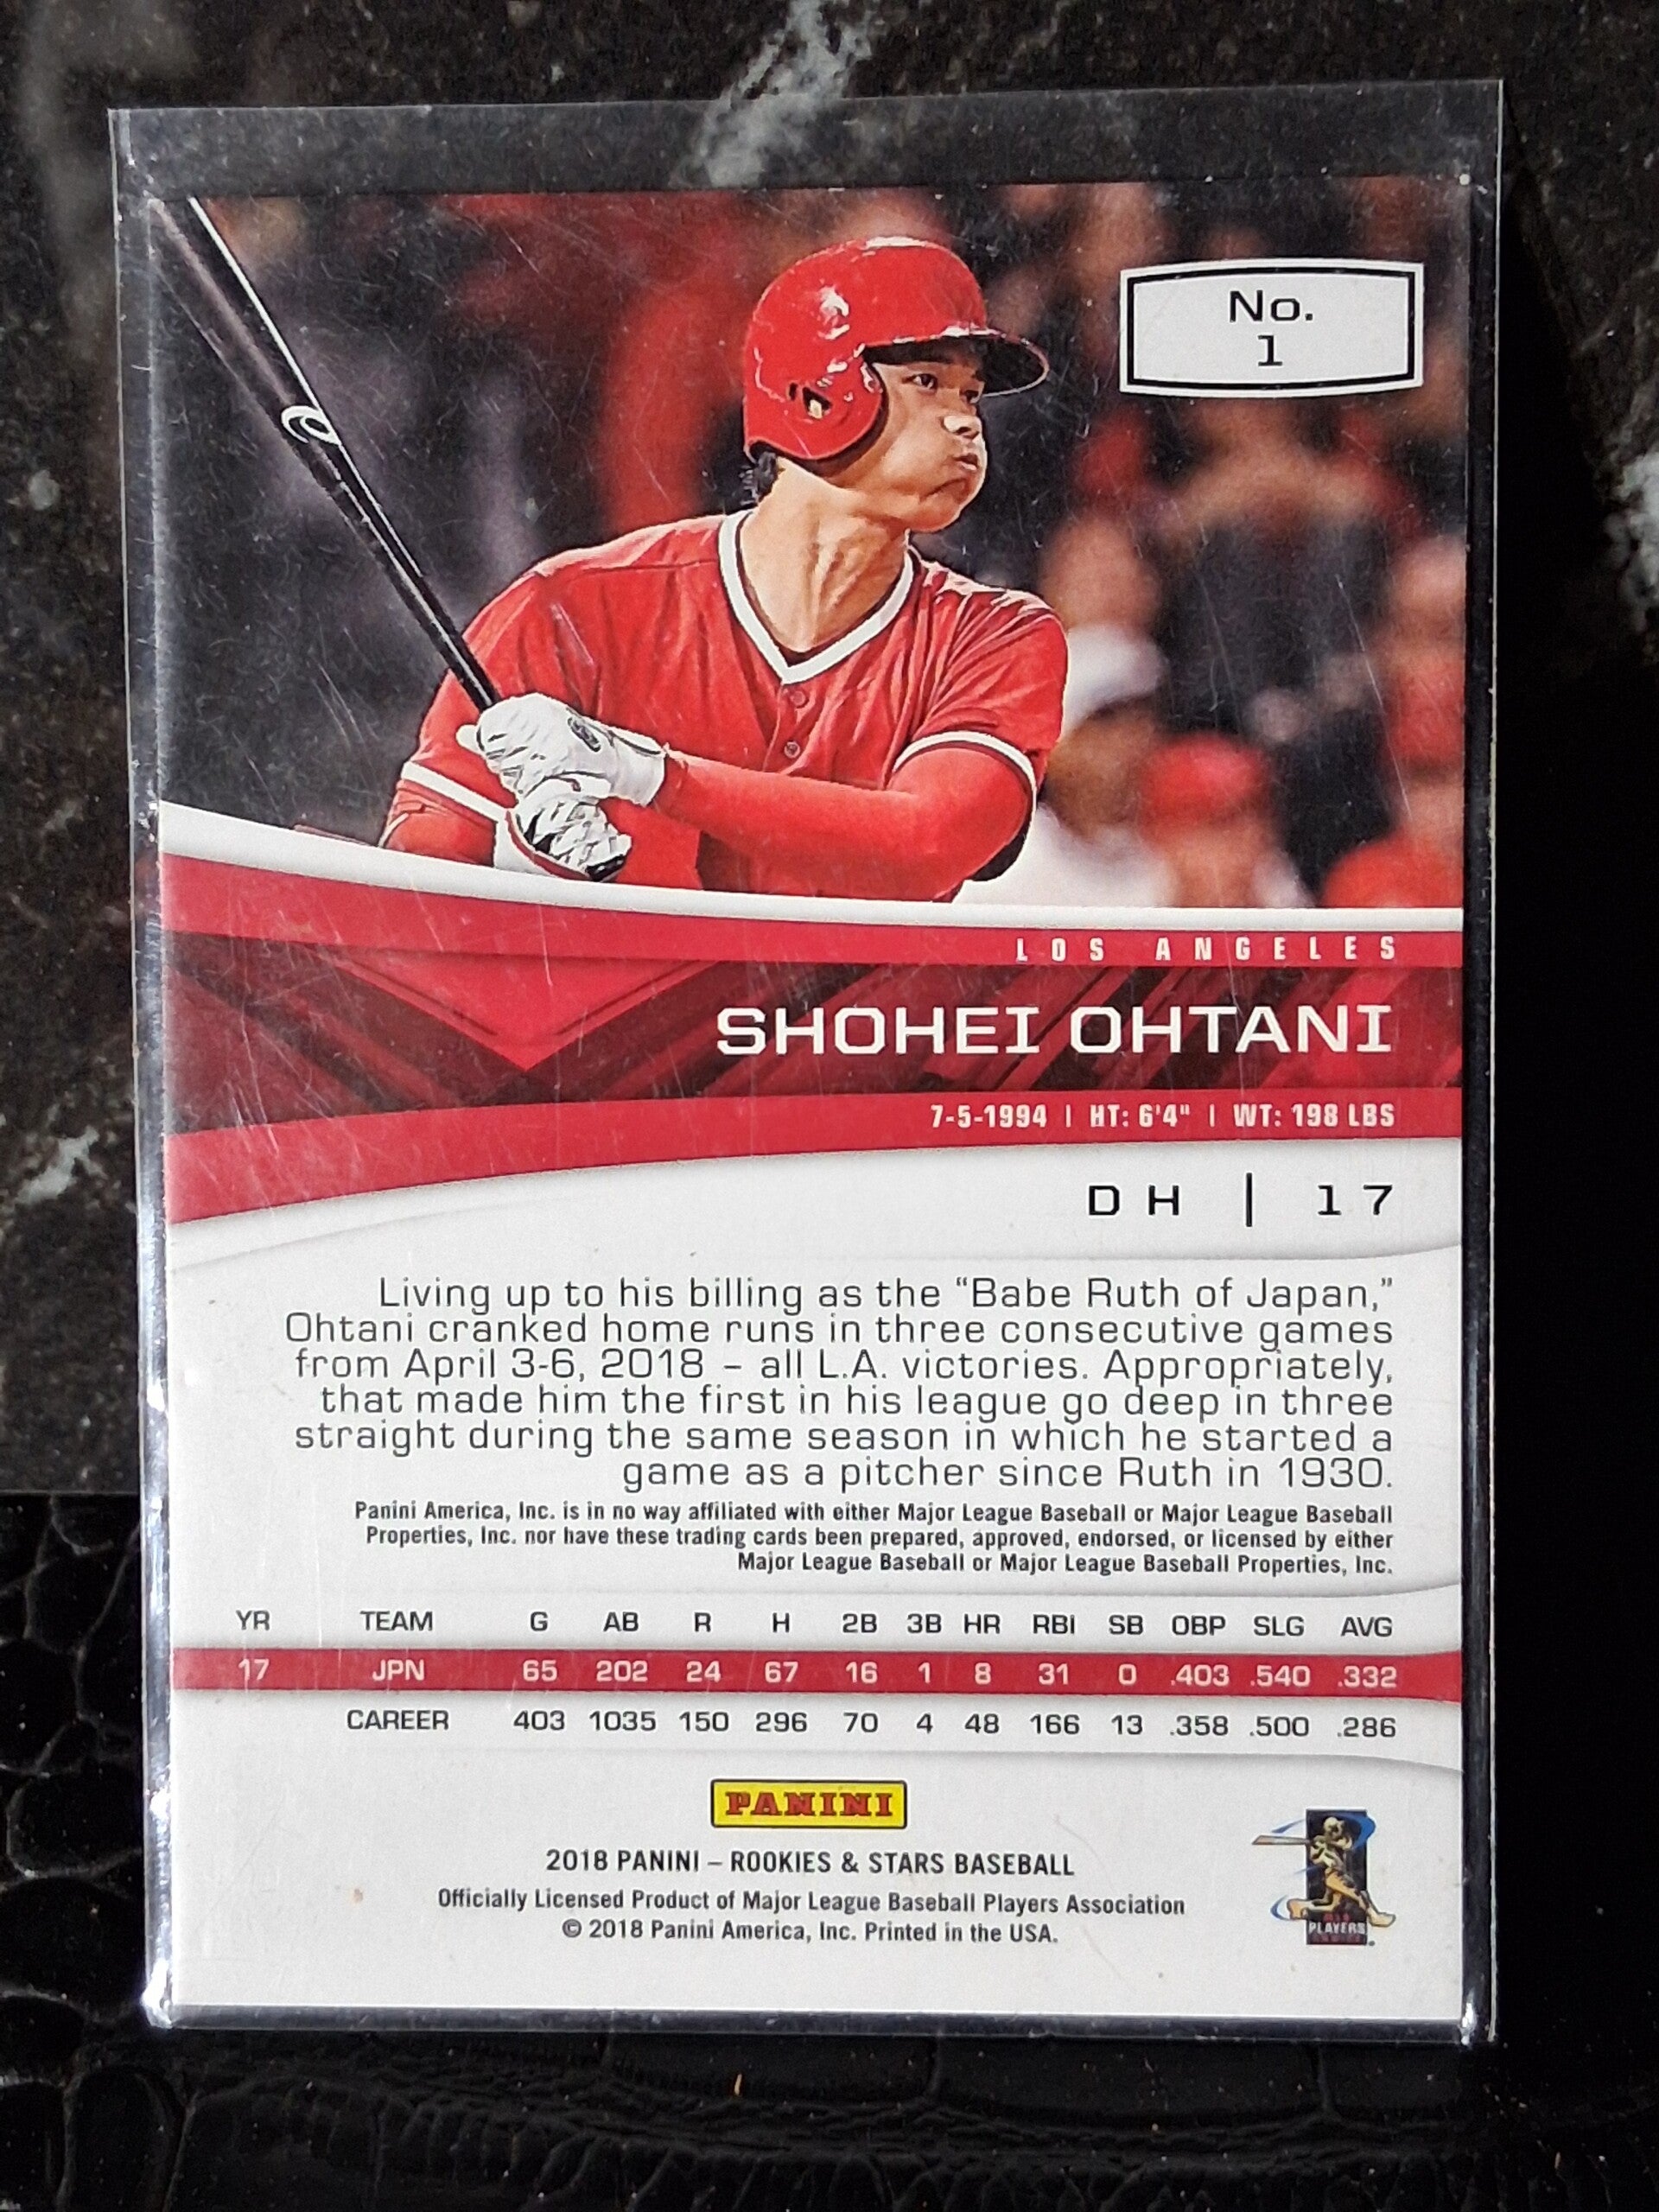 No.
1
LOS ANGELES
SHOHEI OHTANI
7-5-1994 | HT: 6'4" | WT: 198 LBS
DH | 17
Living up to his billing as the “Babe Ruth of Japan,”
Ohtani cranked home runs in three consecutive games
from April 3-6, 2018 – all L.A. victories. Appropriately,
that made him the first in his league go deep in three
straight during the same season in which he started a
game as a pitcher since Ruth in 1930.
Panini America, Inc. is in no way affiliated with either Major League Baseball or Major League Baseball
Properties, Inc. nor have these trading cards been prepared, approved, endorsed, or licensed by either
Major League Baseball or Major League Baseball Properties, Inc.
YR TEAM G AB R H 2B 3B HR RBI SB OBP SLG AVG
17 JPN 65 202 24 67 16 1 8 31 0 .403 .540 .332
CAREER 403 1035 150 296 70 4 48 166 13 .358 .500 .286
PANINI
2018 PANINI – ROOKIES & STARS BASEBALL
Officially Licensed Product of Major League Baseball Players Association
© 2018 Panini America, Inc. Printed in the USA.
PLAYERS